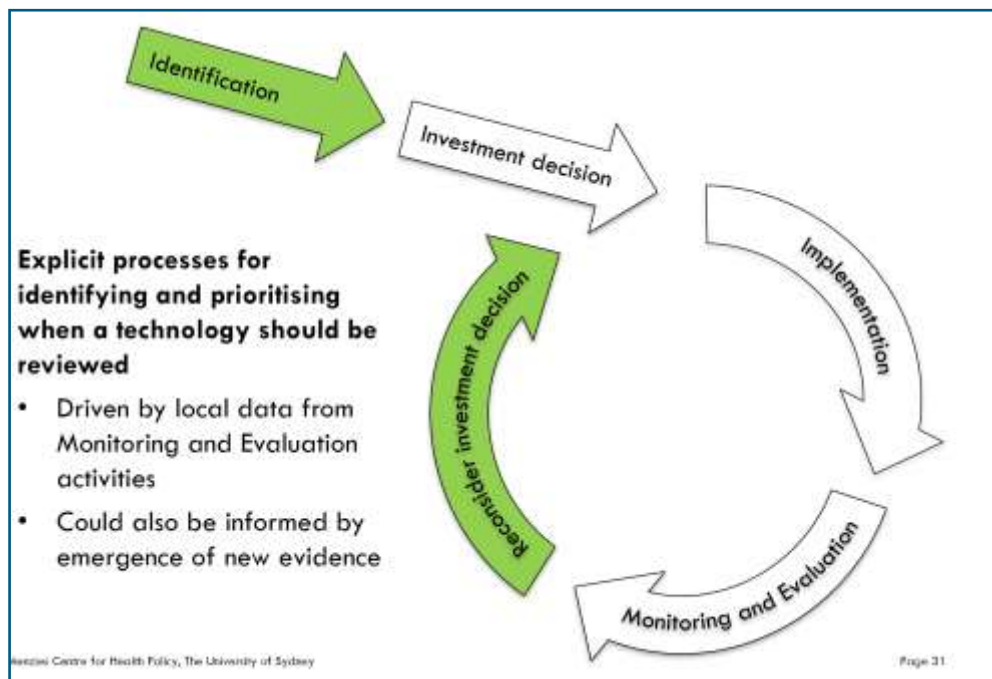 Identification
Investment decision
Implementation
Monitoring and Evaluation
Reconsider investment decision
Explicit processes for
identifying and prioritising
when a technology should be
reviewed
• Driven by local data from
Monitoring and Evaluation
activities
• Could also be informed by
emergence of new evidence
Centre for Health Policy, The University of Sydney
Page 31